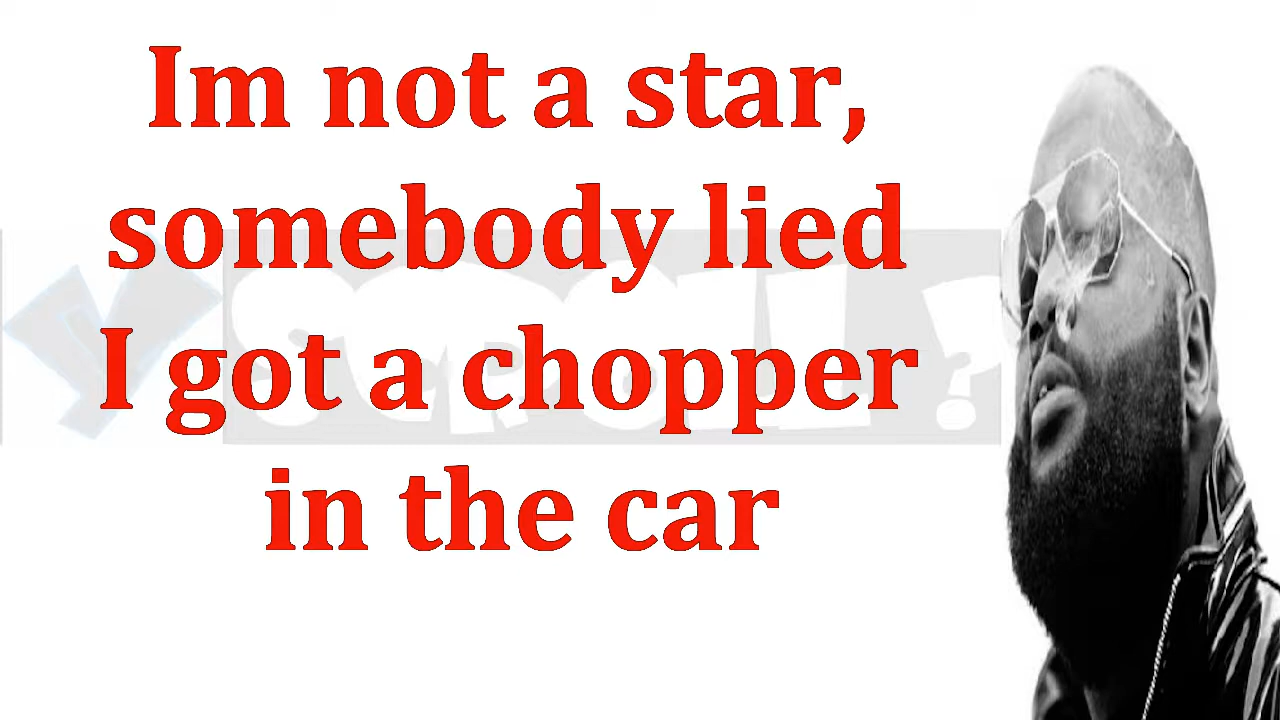 Im not a star,
somebody lied
I got a chopper
in the car